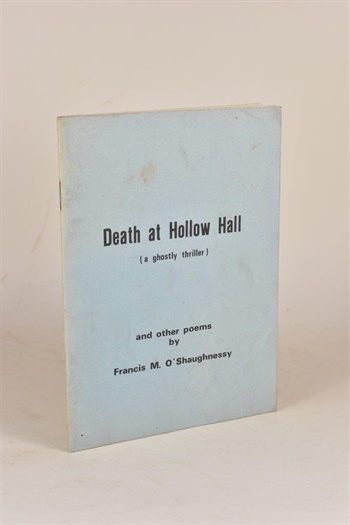 Death at Hollow Hall
(a ghostly thriller)
and other poems
by
Francis M. O'Shaughnessy